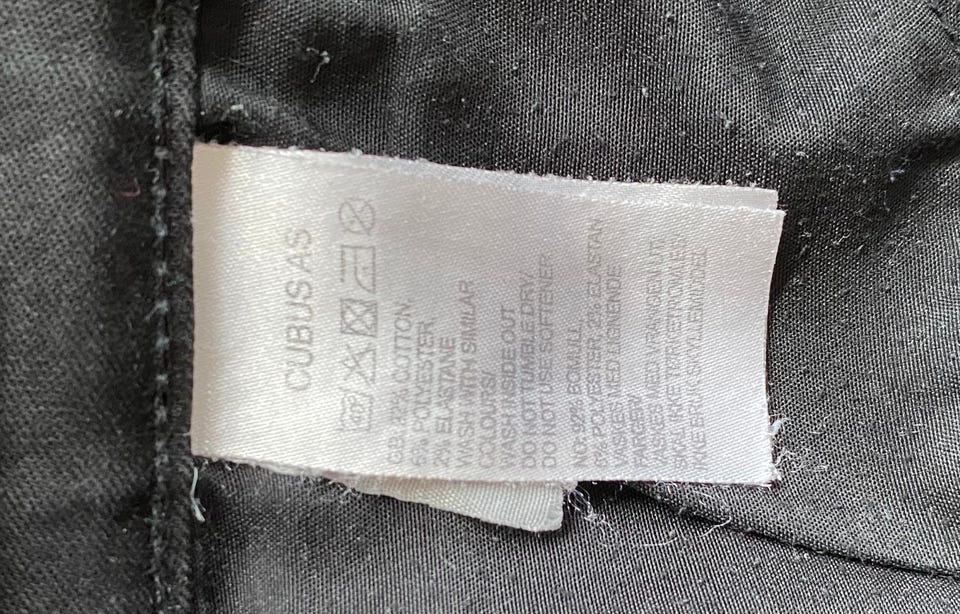 CUBUS AS
GB: 92% COTTON,
6% POLYESTER,
2% ELASTANE
WASH WITH SIMILAR
COLOURS/
WASH INSIDE OUT
DO NOT TUMBLE DRY/
DO NOT USE SOFTENER
NO: 92% BOMULL,
6% POLYESTER, 2% ELASTAN
VASKES MED LIGNENDE
FARGER/
VASKES MED VRANGEN UT
SKAL IKKE TØRKETROMLES/
IKKE BRUK SKYLLEMIDDEL